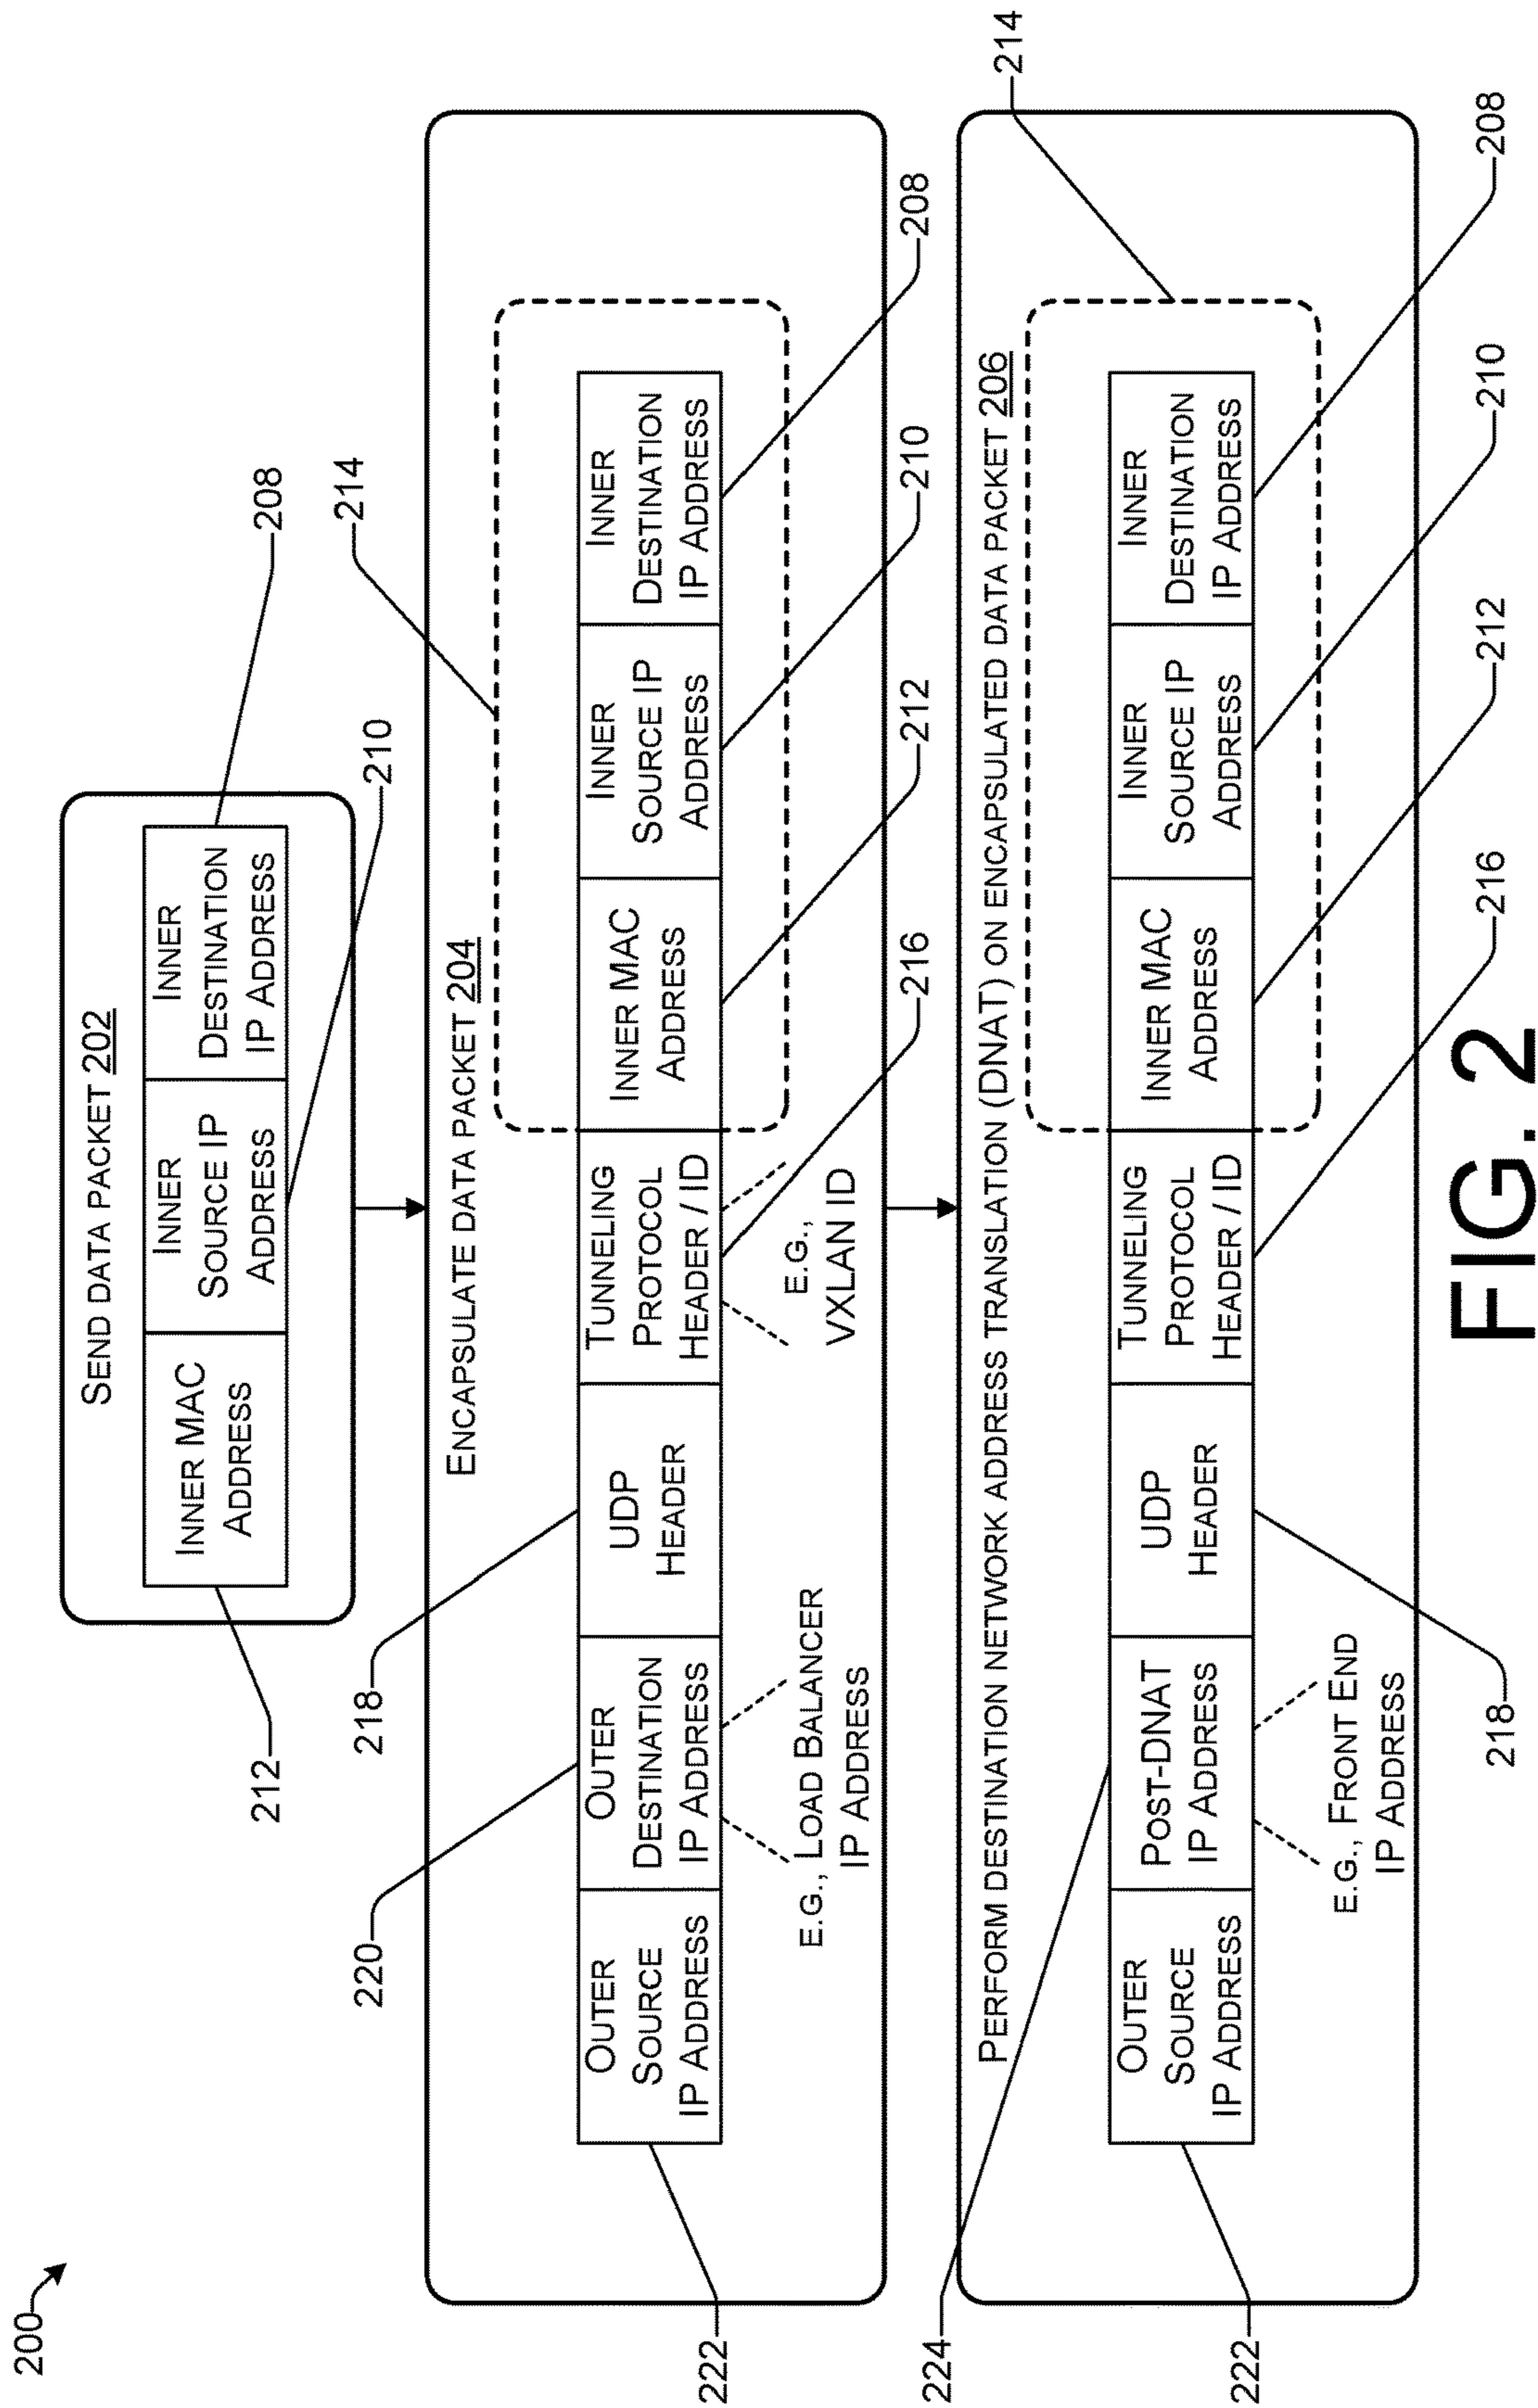 200
SEND DATA PACKET 202
INNER MAC
ADDRESS
INNER
SOURCE IP
ADDRESS
INNER
DESTINATION
IP ADDRESS
212
208
210
ENCAPSULATE DATA PACKET 204
214
220
218
OUTER
SOURCE
IP ADDRESS
OUTER
DESTINATION
IP ADDRESS
UDP
HEADER
TUNNELING
PROTOCOL
HEADER / ID
INNER MAC
ADDRESS
INNER
SOURCE IP
ADDRESS
INNER
DESTINATION
IP ADDRESS
E.G., LOAD BALANCER
IP ADDRESS
E.G.,
VXLAN ID
222
216
212
210
208
PERFORM DESTINATION NETWORK ADDRESS TRANSLATION (DNAT) ON ENCAPSULATED DATA PACKET 206
224
214
OUTER
SOURCE
IP ADDRESS
POST-DNAT
IP ADDRESS
UDP
HEADER
TUNNELING
PROTOCOL
HEADER / ID
INNER MAC
ADDRESS
INNER
SOURCE IP
ADDRESS
INNER
DESTINATION
IP ADDRESS
E.G., FRONT END
IP ADDRESS
222
218
216
212
210
208
FIG. 2